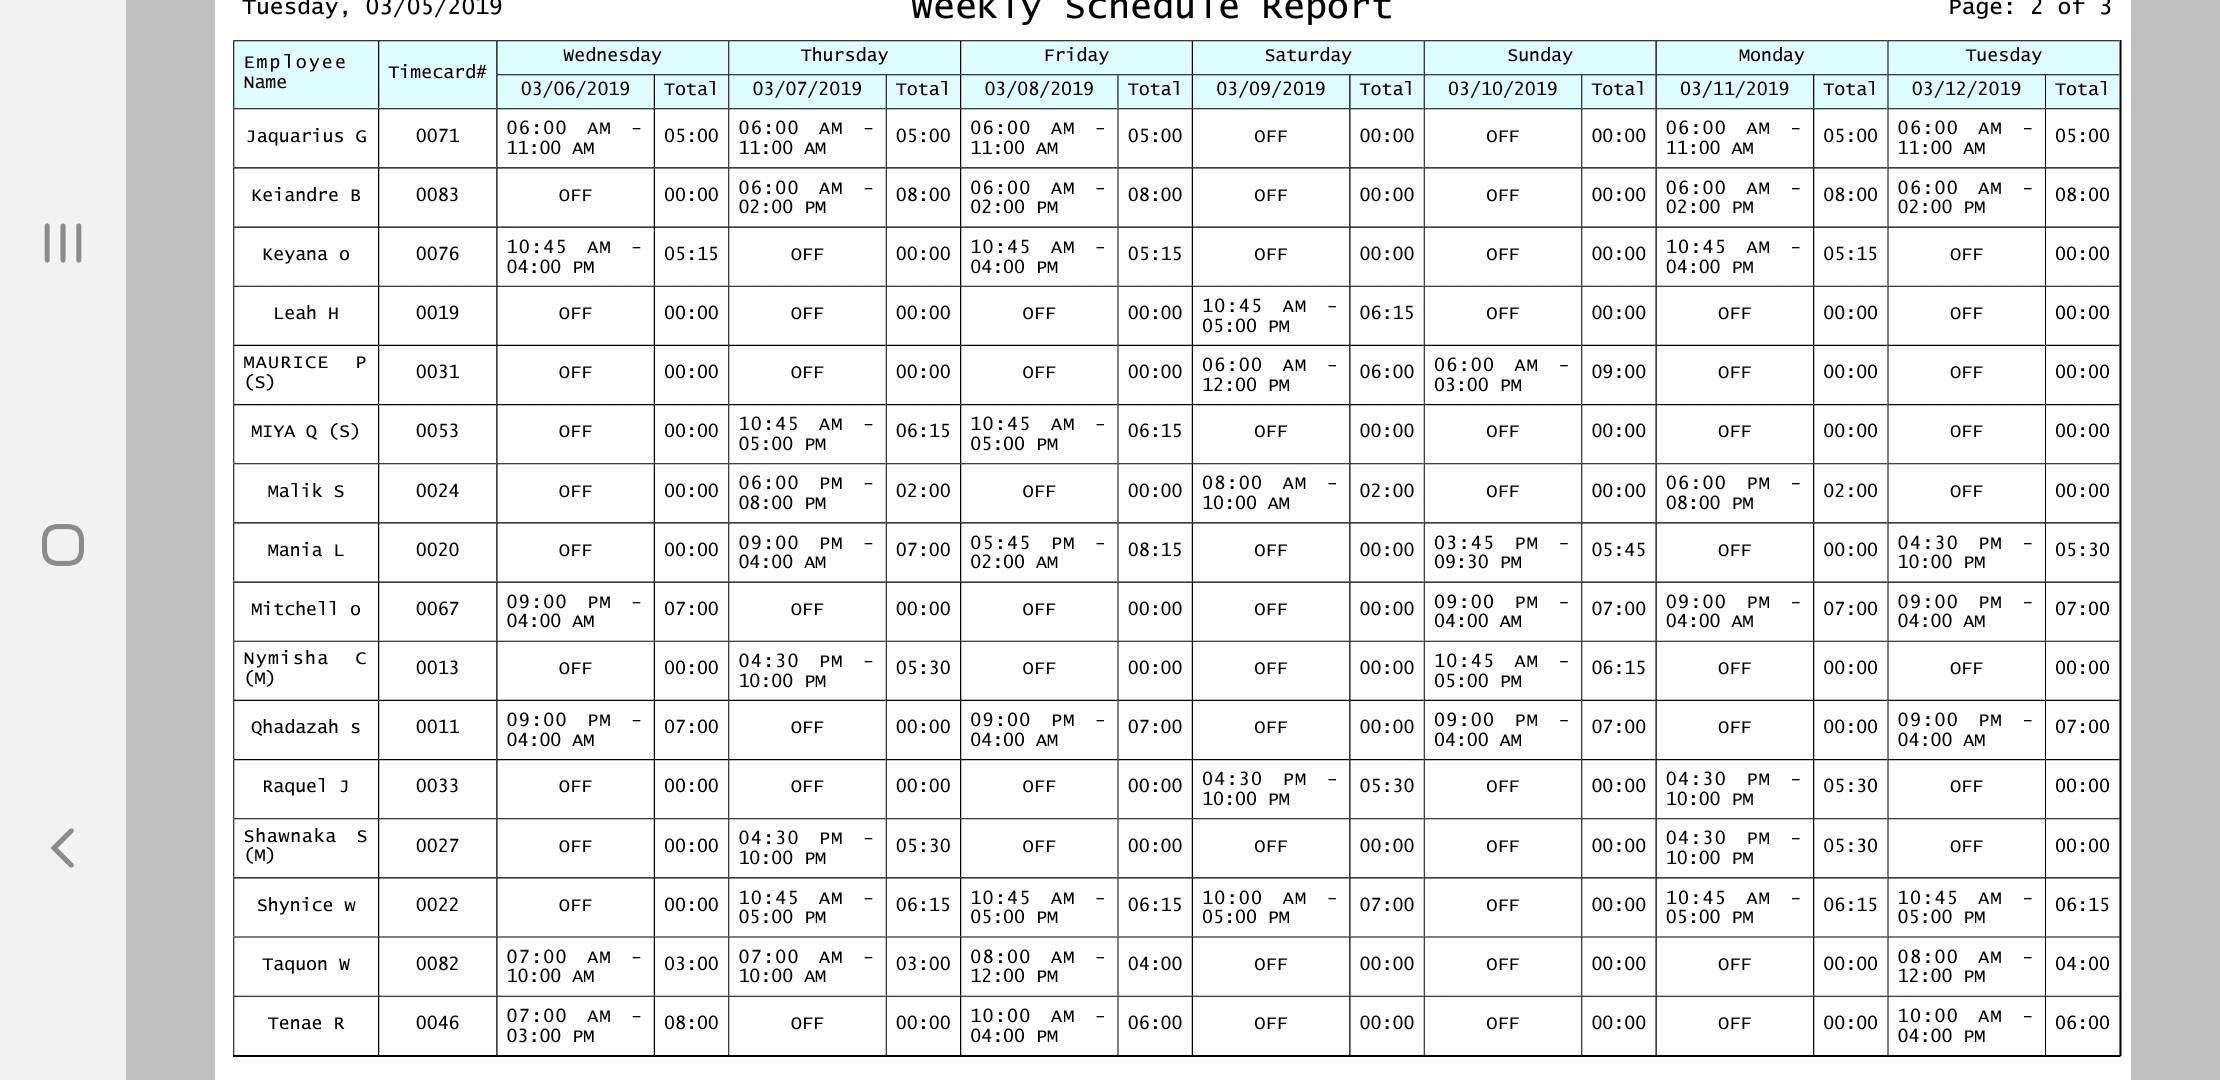 Tuesday, 03/05/2019 Weekly Schedule Report Page: 2 of 3
Employee Name Timecard# Wednesday Thursday Friday Saturday Sunday Monday Tuesday
03/06/2019 Total 03/07/2019 Total 03/08/2019 Total 03/09/2019 Total 03/10/2019 Total 03/11/2019 Total 03/12/2019 Total
Jaquarius G 0071 06:00 AM - 11:00 AM 05:00 06:00 AM - 11:00 AM 05:00 06:00 AM - 11:00 AM 05:00 OFF 00:00 OFF 00:00 06:00 AM - 11:00 AM 05:00 06:00 AM - 11:00 AM 05:00
Keiandre B 0083 OFF 00:00 06:00 AM - 02:00 PM 08:00 06:00 AM - 02:00 PM 08:00 OFF 00:00 OFF 00:00 06:00 AM - 02:00 PM 08:00 06:00 AM - 02:00 PM 08:00
Keyana o 0076 10:45 AM - 04:00 PM 05:15 OFF 00:00 10:45 AM - 04:00 PM 05:15 OFF 00:00 OFF 00:00 10:45 AM - 04:00 PM 05:15 OFF 00:00
Leah H 0019 OFF 00:00 OFF 00:00 OFF 00:00 10:45 AM - 05:00 PM 06:15 OFF 00:00 OFF 00:00 OFF 00:00
MAURICE P (S) 0031 OFF 00:00 OFF 00:00 OFF 00:00 06:00 AM - 12:00 PM 06:00 06:00 AM - 03:00 PM 09:00 OFF 00:00 OFF 00:00
MIYA Q (S) 0053 OFF 00:00 10:45 AM - 05:00 PM 06:15 10:45 AM - 05:00 PM 06:15 OFF 00:00 OFF 00:00 OFF 00:00 OFF 00:00
Malik S 0024 OFF 00:00 06:00 PM - 08:00 PM 02:00 OFF 00:00 08:00 AM - 10:00 AM 02:00 OFF 00:00 06:00 PM - 08:00 PM 02:00 OFF 00:00
Mania L 0020 OFF 00:00 09:00 PM - 04:00 AM 07:00 05:45 PM - 02:00 AM 08:15 OFF 00:00 03:45 PM - 09:30 PM 05:45 OFF 00:00 04:30 PM - 10:00 PM 05:30
Mitchell o 0067 09:00 PM - 04:00 AM 07:00 OFF 00:00 OFF 00:00 OFF 00:00 09:00 PM - 04:00 AM 07:00 09:00 PM - 04:00 AM 07:00 09:00 PM - 04:00 AM 07:00
Nymisha C (M) 0013 OFF 00:00 04:30 PM - 10:00 PM 05:30 OFF 00:00 OFF 00:00 10:45 AM - 05:00 PM 06:15 OFF 00:00 OFF 00:00
Qhadazah s 0011 09:00 PM - 04:00 AM 07:00 OFF 00:00 09:00 PM - 04:00 AM 07:00 OFF 00:00 09:00 PM - 04:00 AM 07:00 OFF 00:00 09:00 PM - 04:00 AM 07:00
Raquel J 0033 OFF 00:00 OFF 00:00 OFF 00:00 04:30 PM - 10:00 PM 05:30 OFF 00:00 04:30 PM - 10:00 PM 05:30 OFF 00:00
Shawnaka S (M) 0027 OFF 00:00 04:30 PM - 10:00 PM 05:30 OFF 00:00 OFF 00:00 OFF 00:00 04:30 PM - 10:00 PM 05:30 OFF 00:00
Shynice w 0022 OFF 00:00 10:45 AM - 05:00 PM 06:15 10:45 AM - 05:00 PM 06:15 10:00 AM - 05:00 PM 07:00 OFF 00:00 10:45 AM - 05:00 PM 06:15 10:45 AM - 05:00 PM 06:15
Taquon W 0082 07:00 AM - 10:00 AM 03:00 07:00 AM - 10:00 AM 03:00 08:00 AM - 12:00 PM 04:00 OFF 00:00 OFF 00:00 OFF 00:00 08:00 AM - 12:00 PM 04:00
Tenae R 0046 07:00 AM - 03:00 PM 08:00 OFF 00:00 10:00 AM - 04:00 PM 06:00 OFF 00:00 OFF 00:00 OFF 00:00 10:00 AM - 04:00 PM 06:00